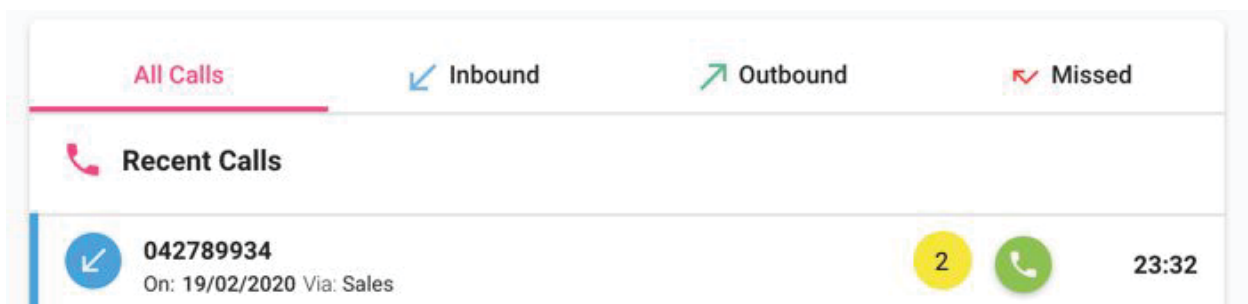 All Calls Inbound Outbound Missed
Recent Calls
042789934 2 23:32
On: 19/02/2020 Via: Sales